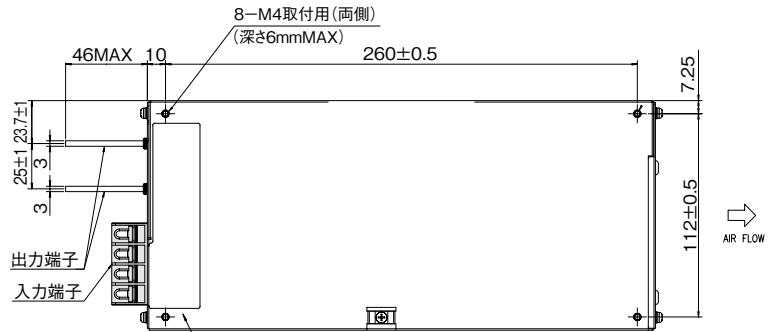 8−M4取付用(両側)
(深さ6mmMAX)
46MAX
10
260±0.5
7.25
23.7±1
25±1
3
3
112±0.5
AIR FLOW
出力端子
入力端子